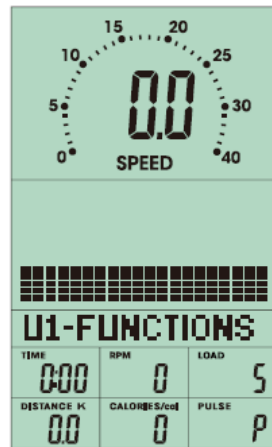 15 20
10 25
5 30
0 40
0.0
SPEED
U1-FUNCTIONS
TIME RPM LOAD
0:00 0 5
DISTANCE K CALORIES/cal PULSE
0.0 0 P